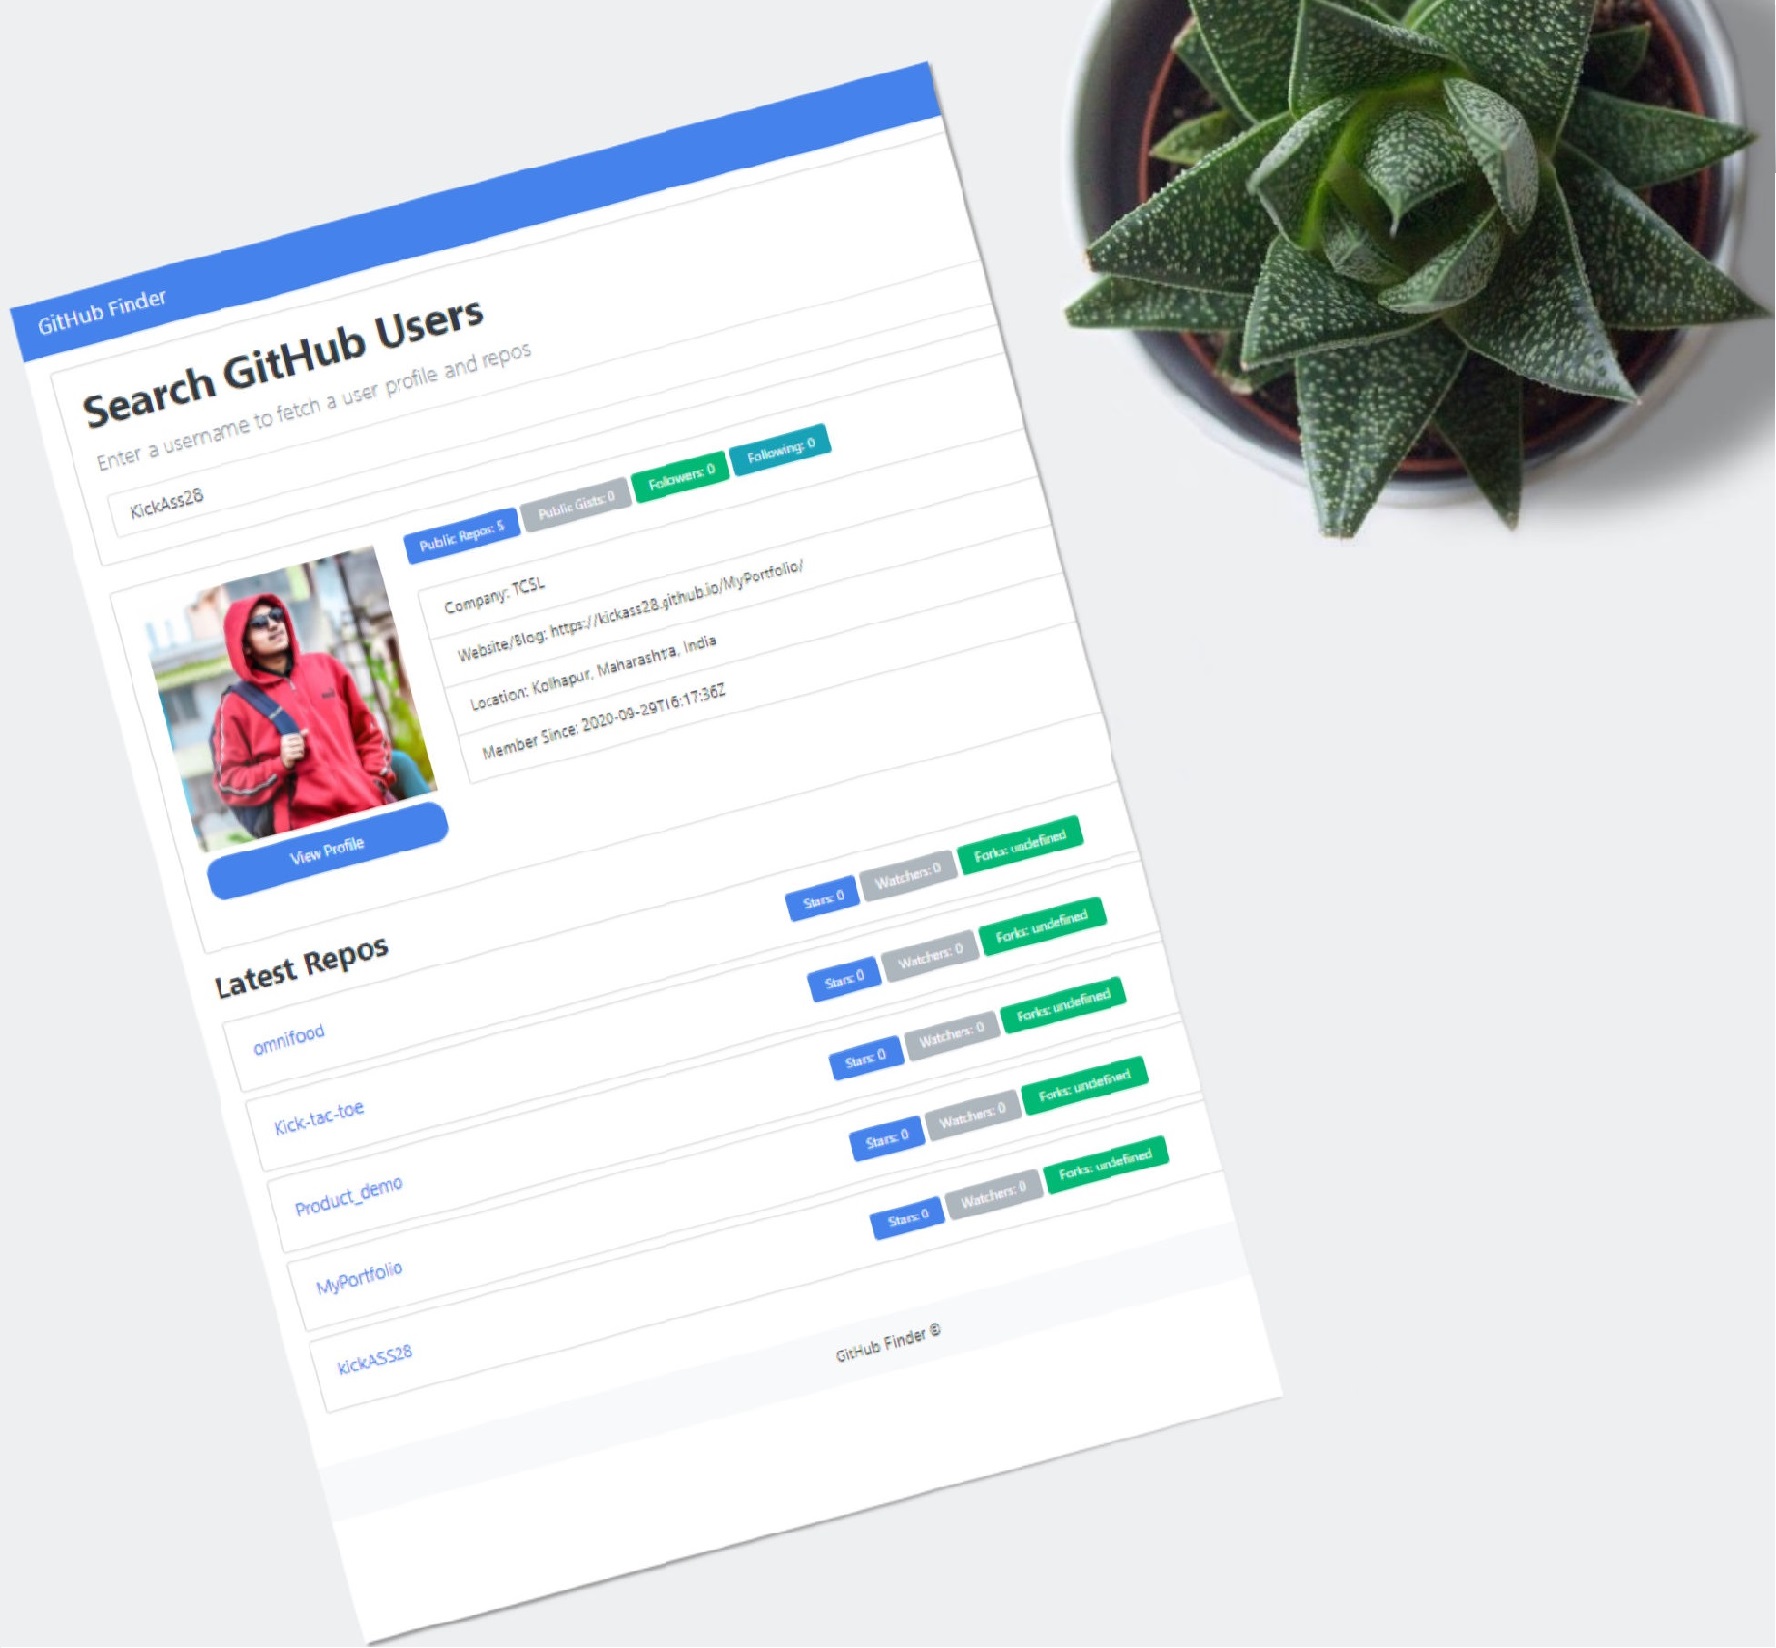 GitHub Finder
Search GitHub Users
Enter a username to fetch a user profile and repos
KickAss28
Public Repos: 5
Public Gists: 0
Followers: 0
Following: 0
View Profile
Company: TCSL
Website/Blog: https://kickass28.github.io/MyPortfolio/
Location: Kolhapur, Maharashtra, India
Member Since: 2020-09-29T16:17:36Z
Latest Repos
omnifood
Stars: 0
Watchers: 0
Forks: undefined
Kick-tac-toe
Stars: 0
Watchers: 0
Forks: undefined
Product_demo
Stars: 0
Watchers: 0
Forks: undefined
MyPortfolio
Stars: 0
Watchers: 0
Forks: undefined
kickASS28
Stars: 0
Watchers: 0
Forks: undefined
GitHub Finder ©